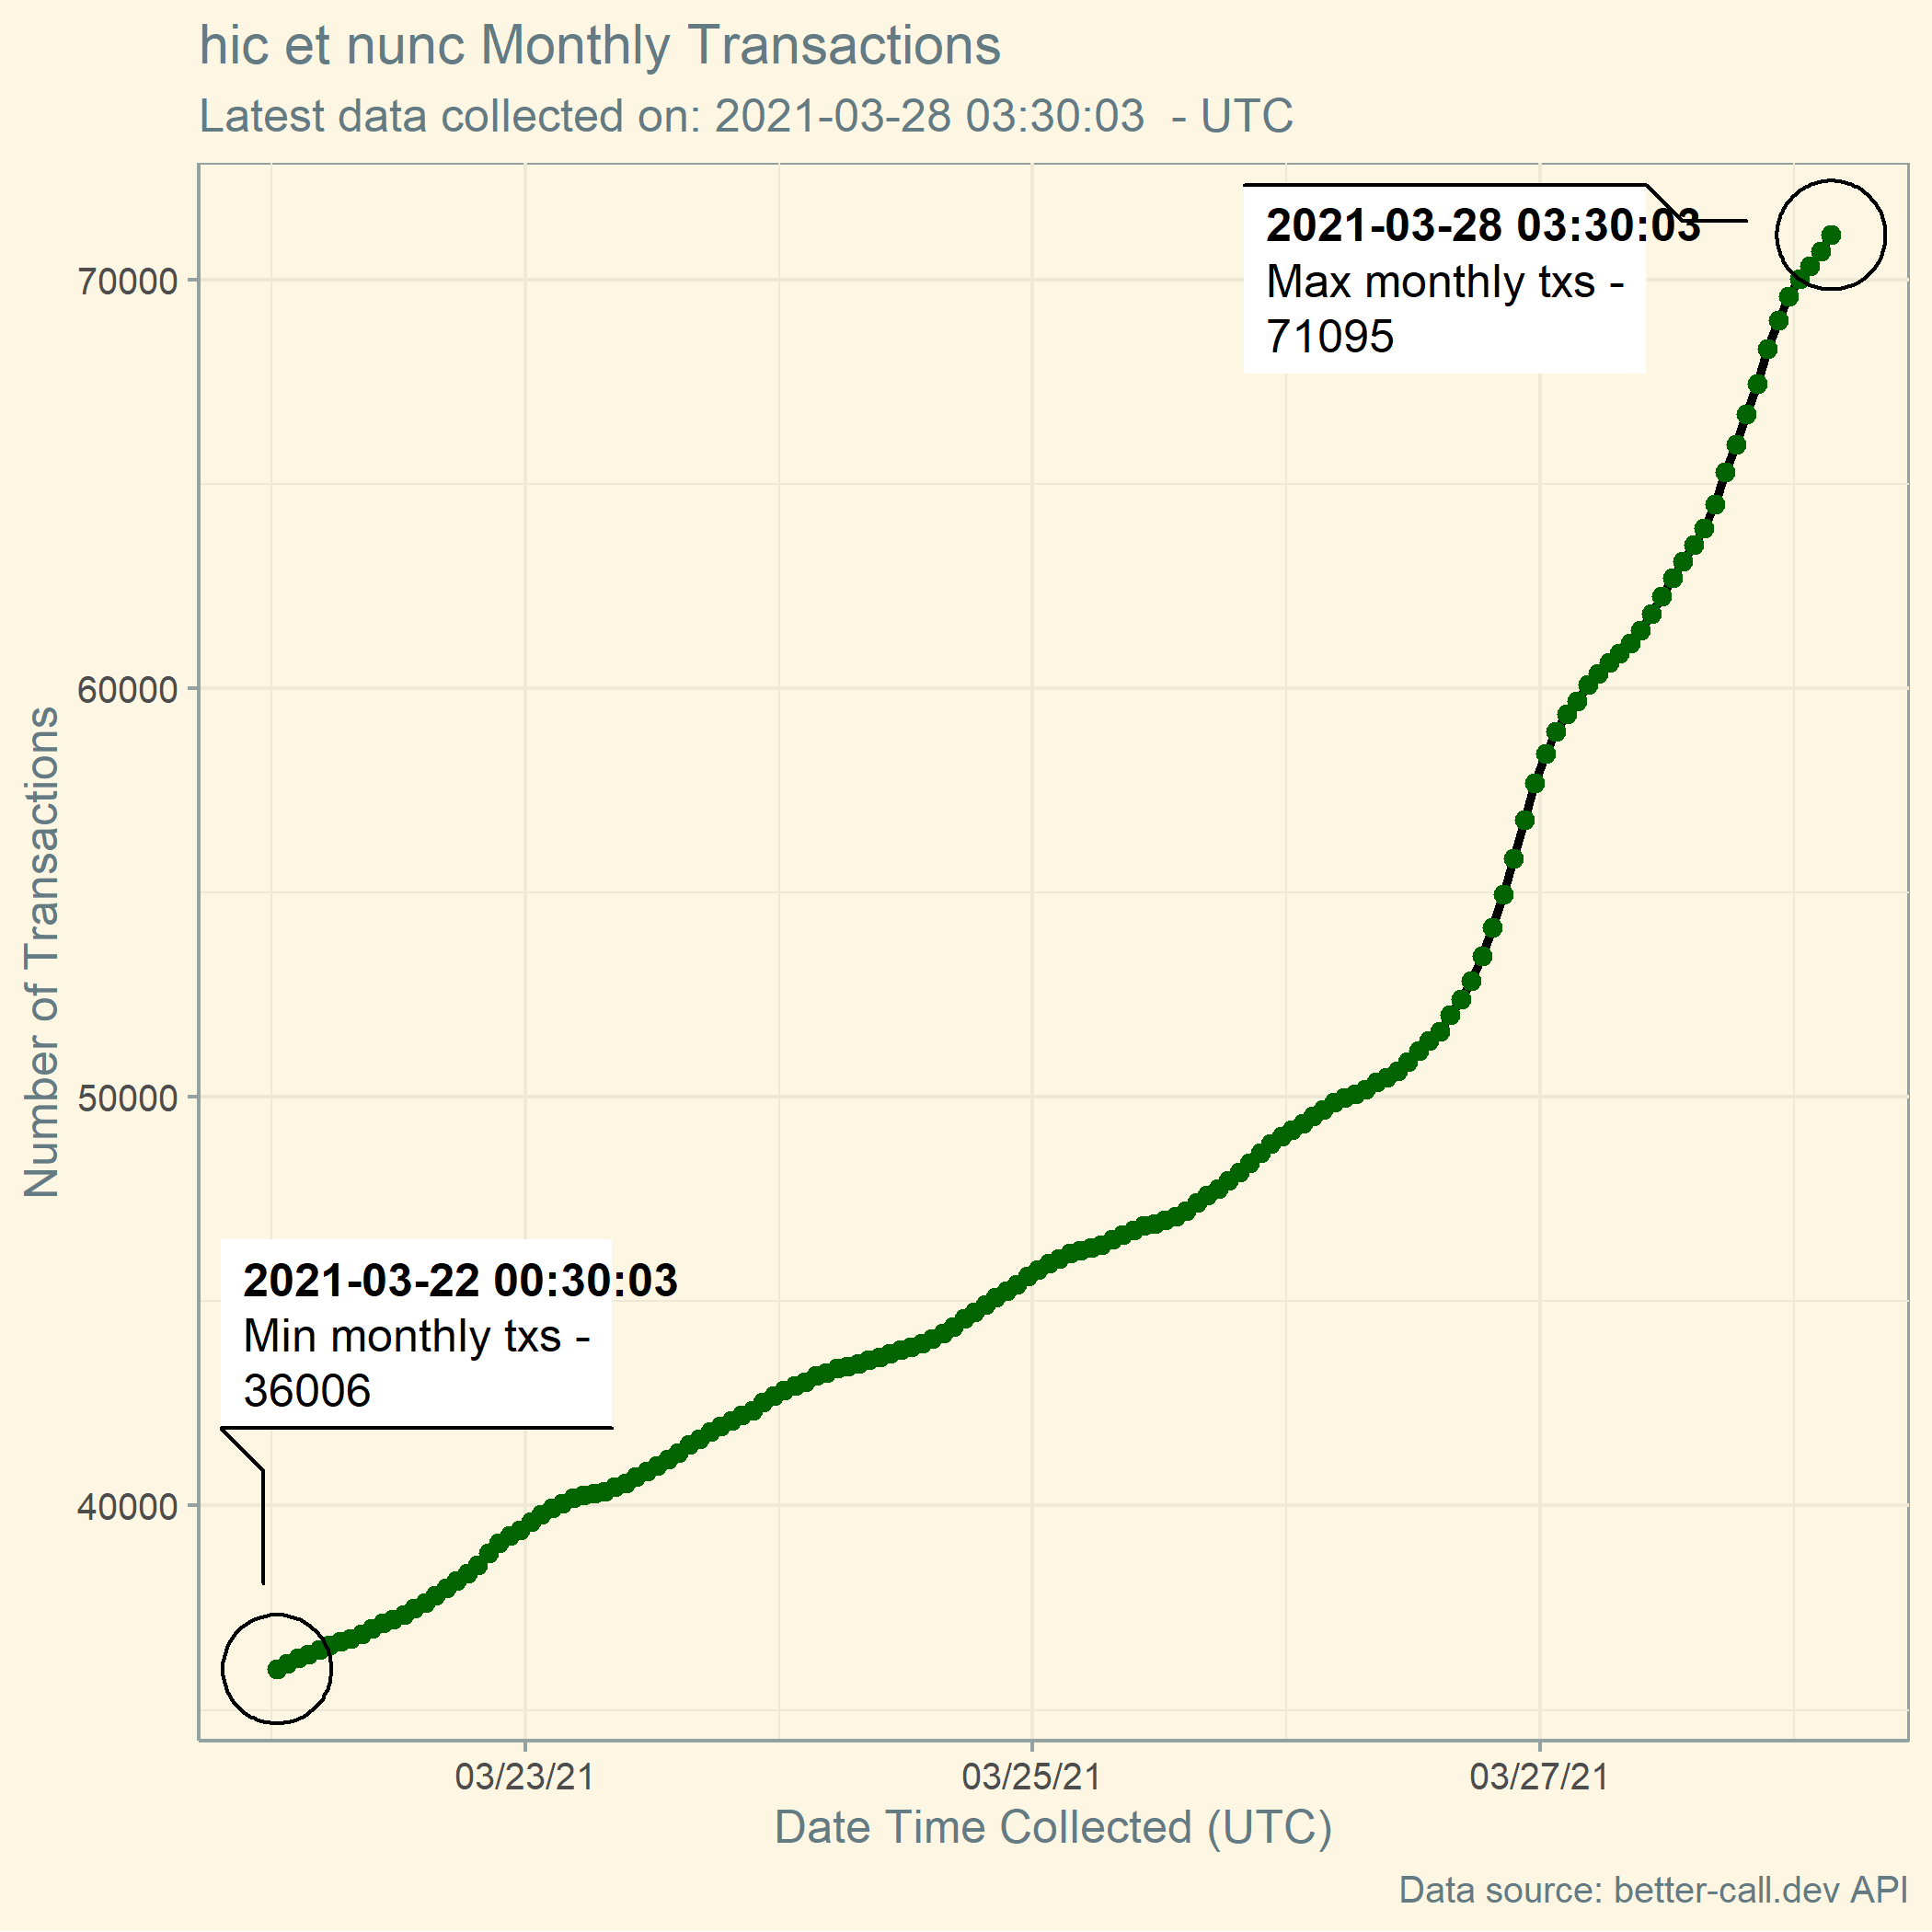 hic et nunc Monthly Transactions
Latest data collected on: 2021-03-28 03:30:03  - UTC
2021-03-28 03:30:03
Max monthly txs -
71095
70000
60000
50000
40000
Number of Transactions
2021-03-22 00:30:03
Min monthly txs -
36006
03/23/21
03/25/21
03/27/21
Date Time Collected (UTC)
Data source: better-call.dev API